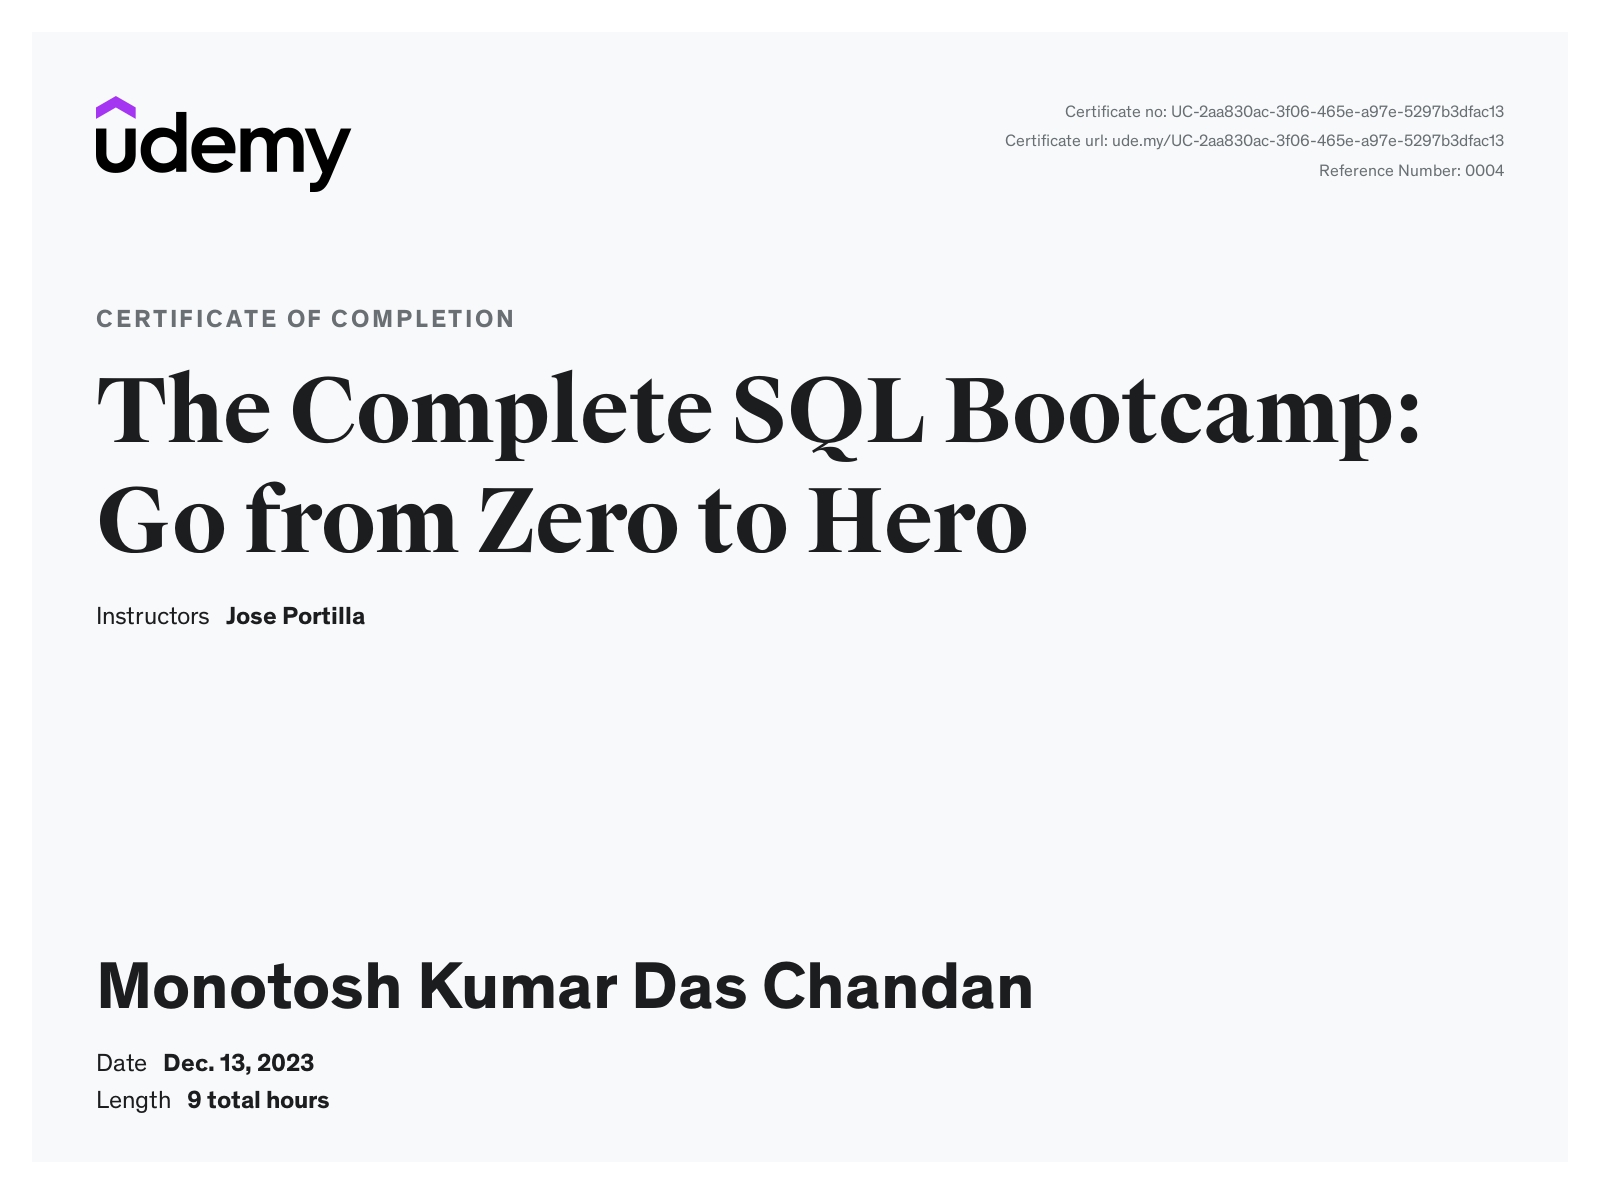 udemy
Certificate no: UC-2aa830ac-3f06-465e-a97e-5297b3dfac13
Certificate url: ude.my/UC-2aa830ac-3f06-465e-a97e-5297b3dfac13
Reference Number: 0004
CERTIFICATE OF COMPLETION
The Complete SQL Bootcamp:
Go from Zero to Hero
Instructors Jose Portilla
Monotosh Kumar Das Chandan
Date Dec. 13, 2023
Length 9 total hours